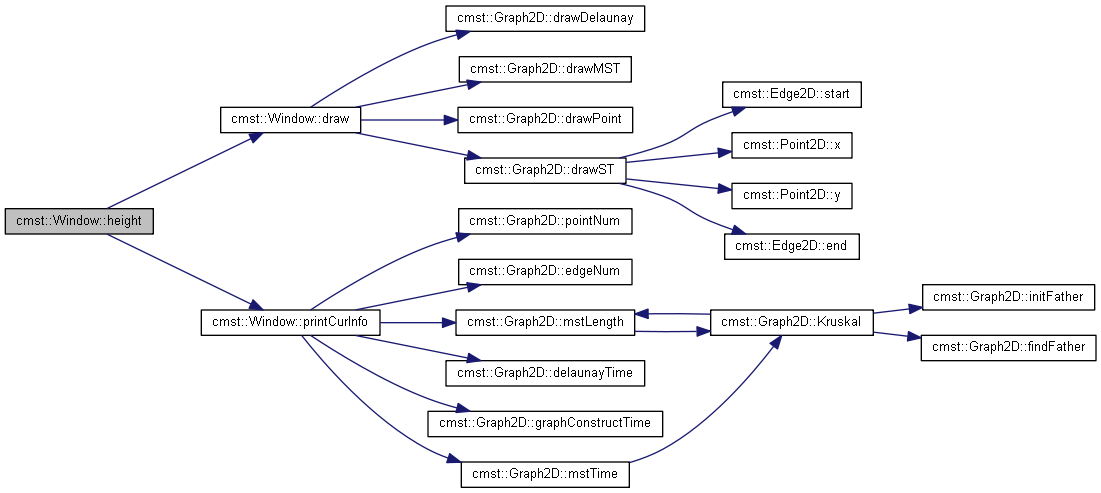 cmst::Graph2D::drawDelaunay
cmst::Graph2D::drawMST
cmst::Edge2D::start
cmst::Window::draw
cmst::Graph2D::drawPoint
cmst::Point2D::x
cmst::Graph2D::drawST
cmst::Point2D::y
cmst::Window::height
cmst::Graph2D::pointNum
cmst::Edge2D::end
cmst::Graph2D::edgeNum
cmst::Graph2D::initFather
cmst::Window::printCurInfo
cmst::Graph2D::mstLength
cmst::Graph2D::Kruskal
cmst::Graph2D::findFather
cmst::Graph2D::delaunayTime
cmst::Graph2D::graphConstructTime
cmst::Graph2D::mstTime